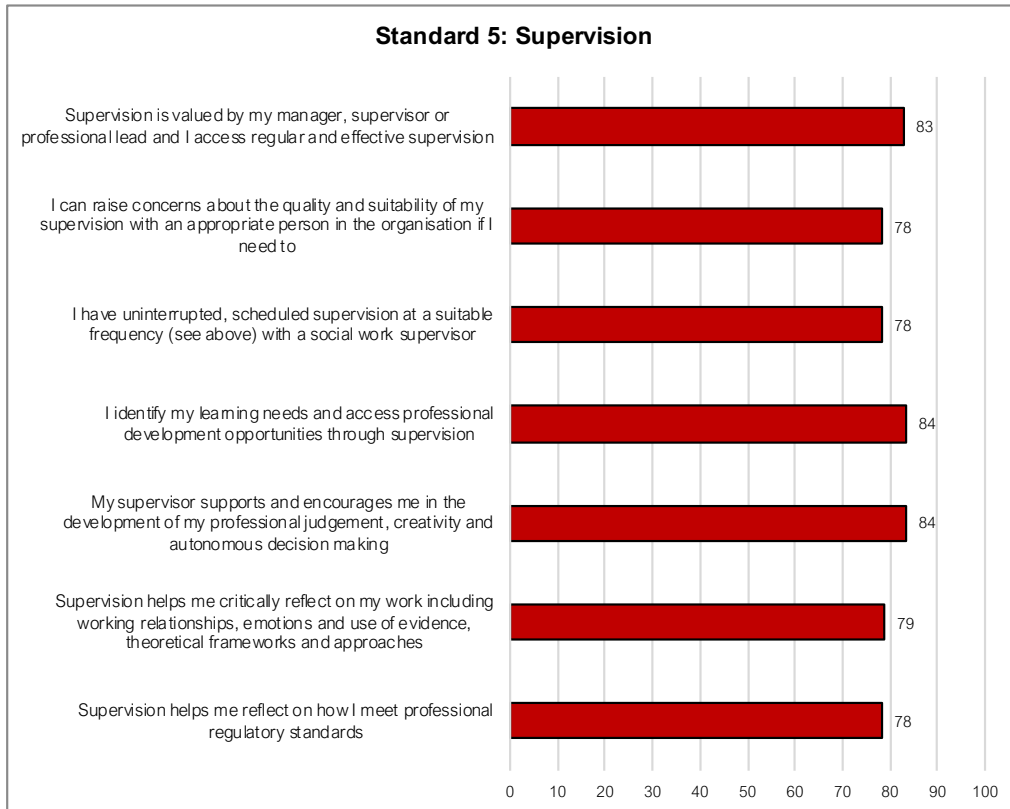 Standard 5: Supervision
Supervision is valued by my manager, supervisor or
professional lead and I access regular and effective supervision
83
I can raise concerns about the quality and suitability of my
supervision with an appropriate person in the organisation if I
need to
78
I have uninterrupted, scheduled supervision at a suitable
frequency (see above) with a social work supervisor
78
I identify my learning needs and access professional
development opportunities through supervision
84
My supervisor supports and encourages me in the
development of my professional judgement, creativity and
autonomous decision making
84
Supervision helps me critically reflect on my work including
working relationships, emotions and use of evidence,
theoretical frameworks and approaches
79
Supervision helps me reflect on how I meet professional
regulatory standards
78
0 10 20 30 40 50 60 70 80 90 100